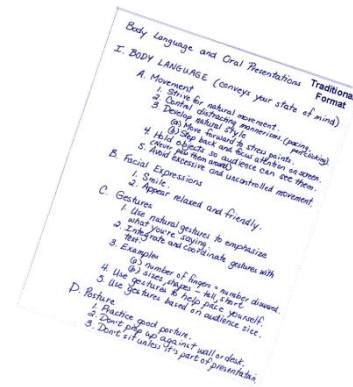 Body Language and Oral Presentations
Traditional
Format
I. BODY LANGUAGE (conveys your state of mind)
A. Movement
1. Strive for natural movement.
2. Control distracting mannerisms (pacing,
3. Develop natural style
(a) Move forward to stress points.
(b) Step back and focus attention on screen.
4. Hold objects so audience can see them.
(Never pass them around)
5. Avoid excessive and uncontrolled movement.
B. Facial Expressions
1. Smile.
2. Appear relaxed and friendly.
C. Gestures
1. Use natural gestures to emphasize
what you're saying.
2. Integrate and coordinate gestures with
text.
3. Examples
(a) number of fingers = number discussed.
(b) sizes, shapes - tall, short
4. Use gestures to help pace yourself.
5. Use gestures based on audience size.
D. Posture
1. Practice good posture.
2. Don't prop up against wall or desk.
3. Don't sit unless it's part of presentation.